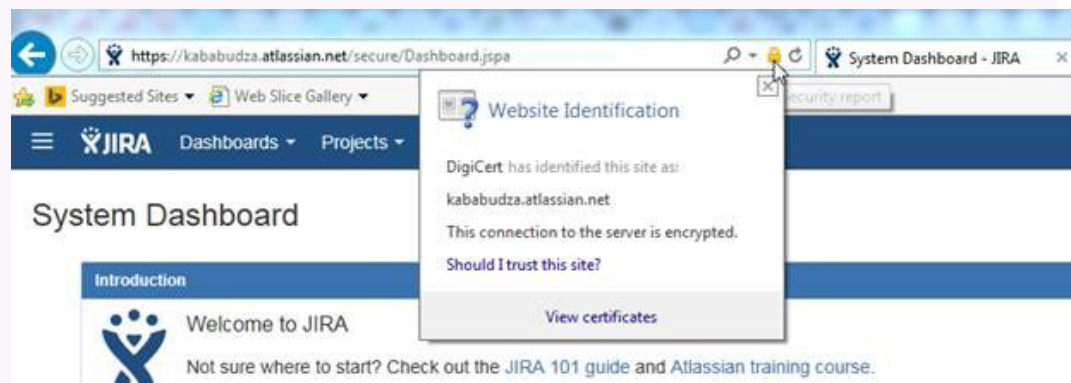 https://kababudza.atlassian.net/secure/Dashboard.jspa System Dashboard - JIRA
Suggested Sites Web Slice Gallery security report
JIRA Dashboards Projects
Website Identification
DigiCert has identified this site as:
kababudza.atlassian.net
This connection to the server is encrypted.
Should I trust this site?
View certificates
System Dashboard
Introduction
Welcome to JIRA
Not sure where to start? Check out the JIRA 101 guide and Atlassian training course.